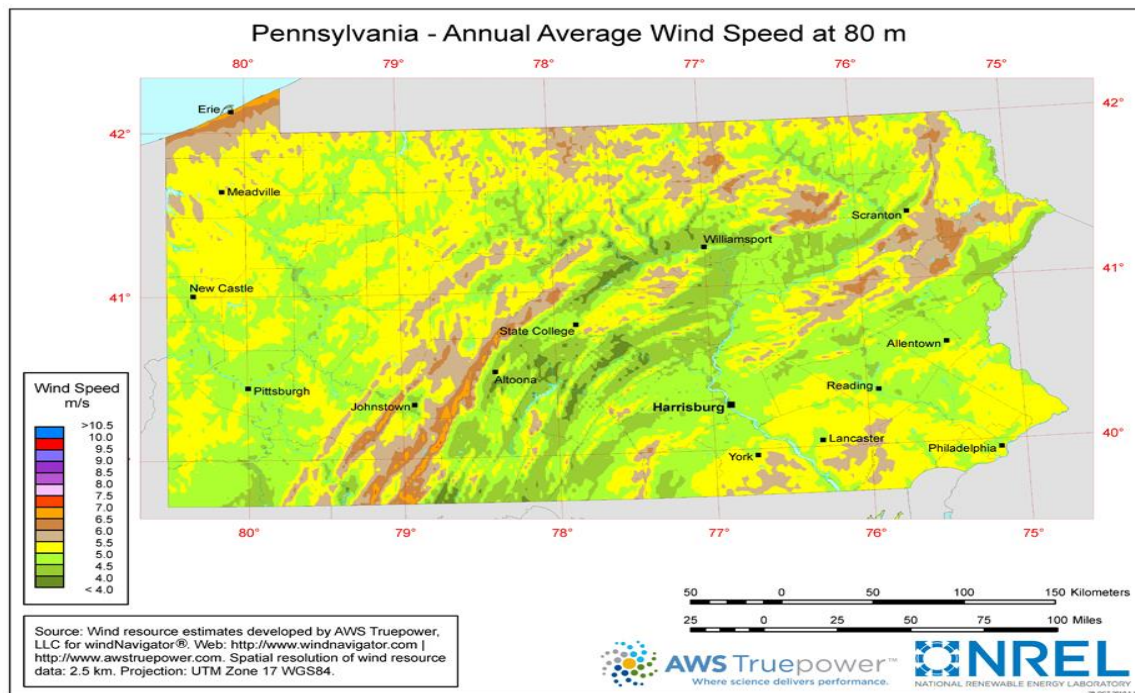 Pennsylvania - Annual Average Wind Speed at 80 m
80° 79° 78° 77° 76° 75°
Erie
42° 42°
Meadville
Scranton
Williamsport
41° 41°
New Castle
State College
Allentown
Altoona
Pittsburgh
Reading
Johnstown
Harrisburg
40° 40°
Lancaster
Philadelphia
York
80° 79° 78° 77° 76° 75°
Wind Speed
m/s
>10.5
10.0
9.5
9.0
8.5
8.0
7.5
7.0
6.5
6.0
5.5
5.0
4.5
4.0
< 4.0
50 0 50 100 150 Kilometers
25 0 25 50 75 100 Miles
Source: Wind resource estimates developed by AWS Truepower,
LLC for windNavigator®. Web: http://www.windnavigator.com |
http://www.awstruepower.com. Spatial resolution of wind resource
data: 2.5 km. Projection: UTM Zone 17 WGS84.
AWS Truepower™
Where science delivers performance.
NREL
NATIONAL RENEWABLE ENERGY LABORATORY